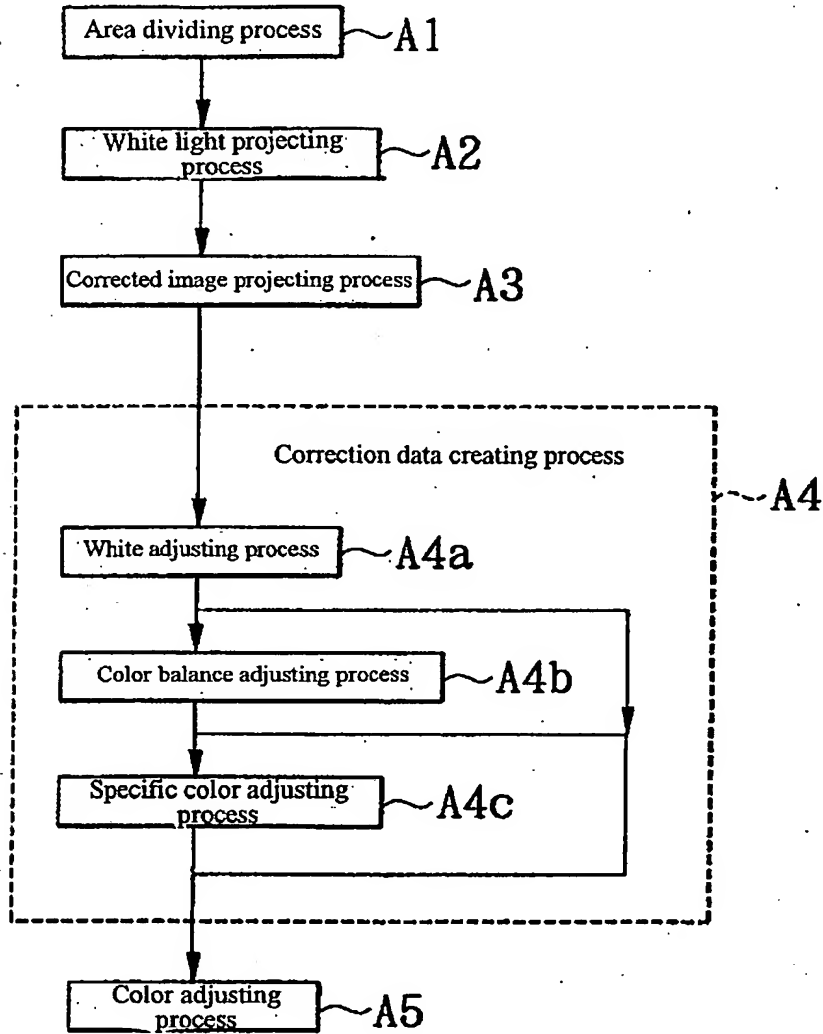 Area dividing process
A1
White light projecting
process
A2
Corrected image projecting process
A3
Correction data creating process
A4
White adjusting process
A4a
Color balance adjusting process
A4b
Specific color adjusting
process
A4c
Color adjusting
process
A5